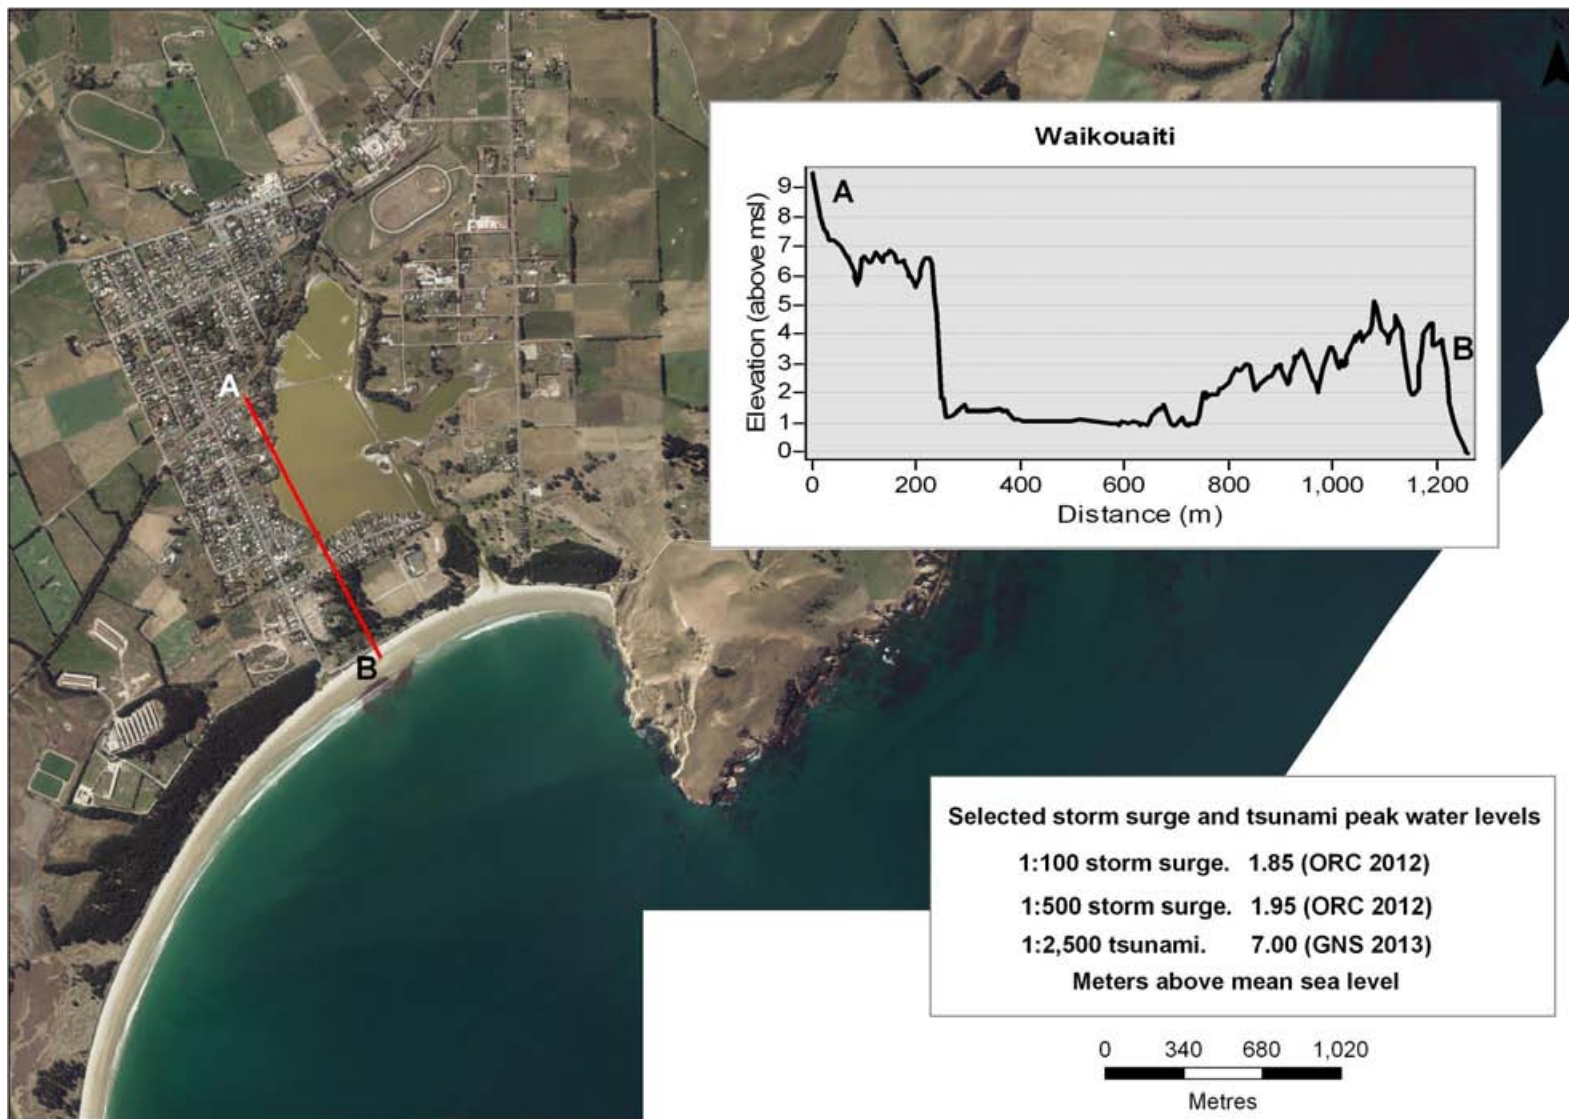 N
Waikouaiti
Elevation (above msl)
9
8
7
6
5
4
3
2
1
0
A
B
0 200 400 600 800 1,000 1,200
Distance (m)
A
B
Selected storm surge and tsunami peak water levels
1:100 storm surge. 1.85 (ORC 2012)
1:500 storm surge. 1.95 (ORC 2012)
1:2,500 tsunami. 7.00 (GNS 2013)
Meters above mean sea level
0 340 680 1,020
Metres